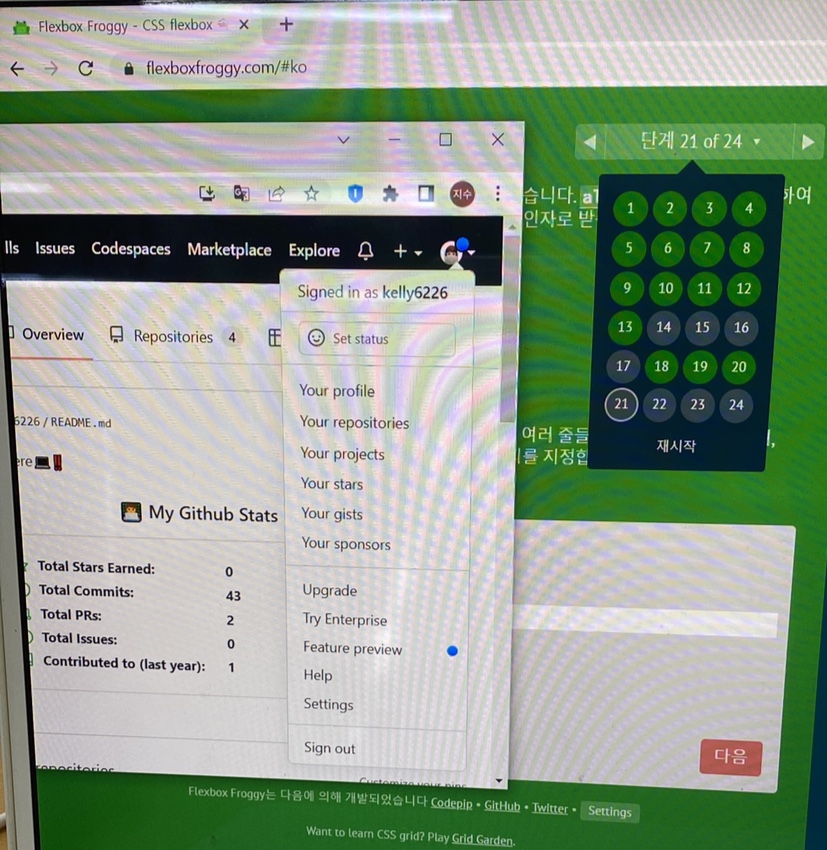 Flexbox Froggy - CSS flexbox
flexboxfroggy.com/#ko
단계 21 of 24
지수
습니다.
하여
인자로 받
1 2 3 4
5 6 7 8
9 10 11 12
13 14 15 16
17 18 19 20
21 22 23 24
재시작
lls Issues Codespaces Marketplace Explore
Signed in as kelly6226
Overview Repositories 4
Set status
Your profile
6226 / README.md
Your repositories
Your projects
ere
Your stars
My Github Stats
Your gists
Your sponsors
여러 줄들
를 지정합
Total Stars Earned: 0
Total Commits: 43
Total PRs: 2
Total Issues: 0
Contributed to (last year): 1
Upgrade
Try Enterprise
Feature preview
Help
Settings
Sign out
다음
repositories
Customize your pins
Flexbox Froggy는 다음에 의해 개발되었습니다 Codepip • GitHub • Twitter • Settings
Want to learn CSS grid? Play Grid Garden.